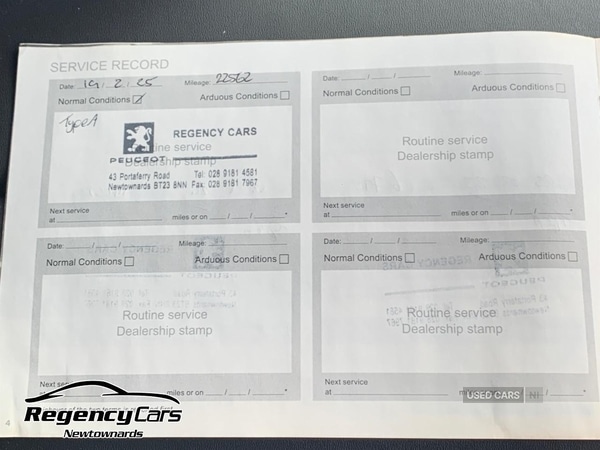 SERVICE RECORD
Date: 19 / 2 / 25 Mileage: 22562
Normal Conditions Arduous Conditions
Type A
Routine service
Dealership stamp
REGENCY CARS
PEUGEOT
43 Portaferry Road Tel: 028 9181 4581
Newtownards BT23 8NN Fax: 028 9181 7967
Next service
at miles or on / / *
Date: / / Mileage:
Normal Conditions Arduous Conditions
Routine service
Dealership stamp
Next service
at miles or on / / *
Date: / / Mileage:
Normal Conditions Arduous Conditions
Routine service
Dealership stamp
Next
miles or on / / *
Date: / / Mileage:
Normal Conditions Arduous Conditions
Routine service
Dealership stamp
Next service
at
4
RegencyCars
Newtownards
USED CARS NI